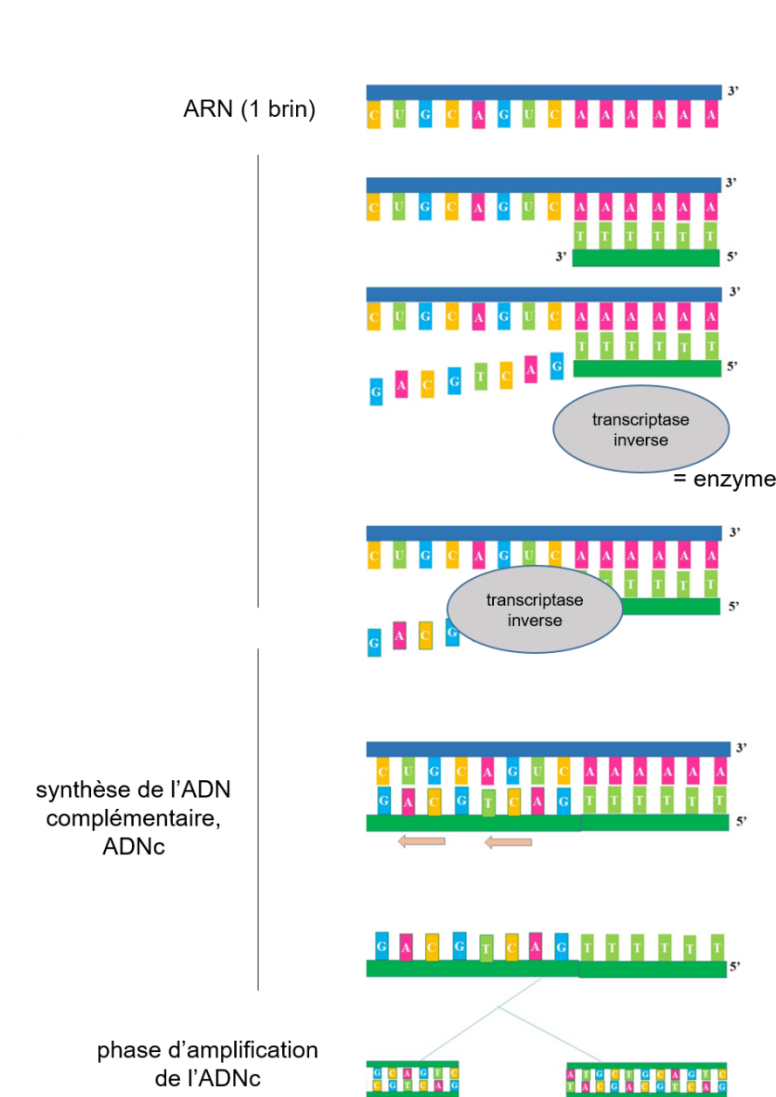 3’
ARN (1 brin)
C U G C A G U C A A A A A A
3’
C U G C A G U C A A A A A A
T T T T T T
3’ 5’
3’
C U G C A G U C A A A A A A
T T T T T T
G A C G T C A G 5’
transcriptase
inverse
= enzyme
3’
C U G C A G U C A A A A A A
T T T T T
transcriptase
inverse
5’
G A C G
3’
C U G C A G U C A A A A A A
G A C G T C A G T T T T T T
5’
synthèse de l’ADN
complémentaire,
ADNc
G A C G T C A G T T T T T T
5’
phase d’amplification
de l’ADNc
G C A G T C
C G T C A G
A T G C T G C A G T C
T A C G A C G T C A G